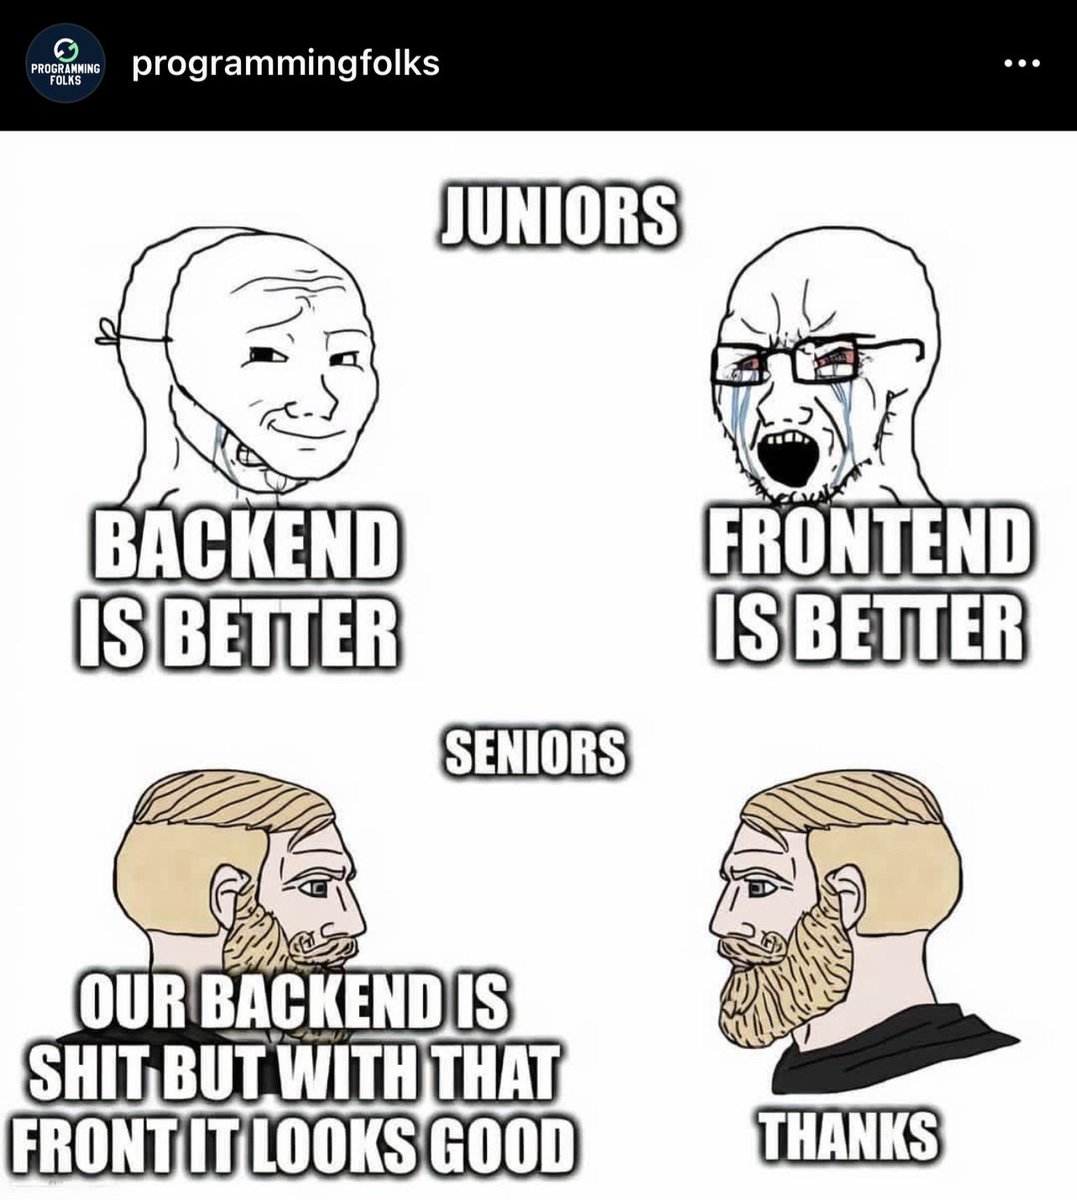 PROGRAMMING
FOLKS
programmingfolks
JUNIORS
BACKEND
IS BETTER
FRONTEND
IS BETTER
SENIORS
OUR BACKEND IS
SHIT BUT WITH THAT
FRONT IT LOOKS GOOD
THANKS